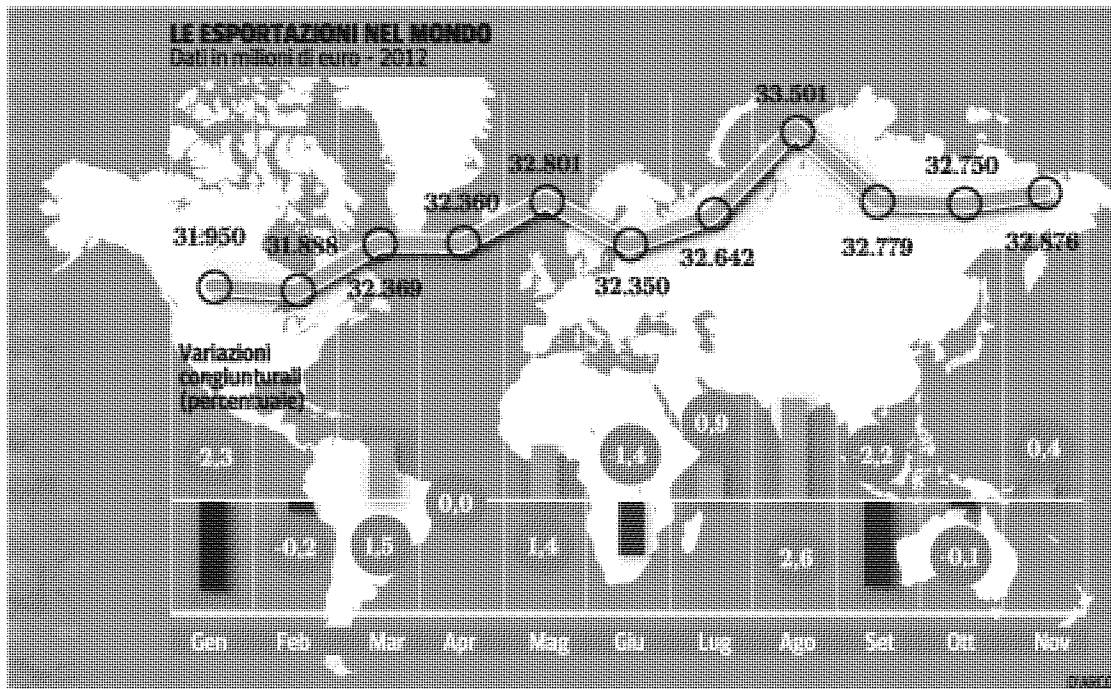 LE ESPORTAZIONI NEL MONDO
Dati in milioni di euro - 2012
33.501
32.801
32.750
32.360
31.950
31.888
32.779
32.876
32.642
32.369
32.350
Variazioni
congiunturali
(percentuale)
0.9
2.3
-1.4
2.2
0.4
0.0
-0.2
1.5
1.4
2.6
-0.1
Gen
Feb
Mar
Apr
Mag
Giu
Lug
Ago
Set
Ott
Nov